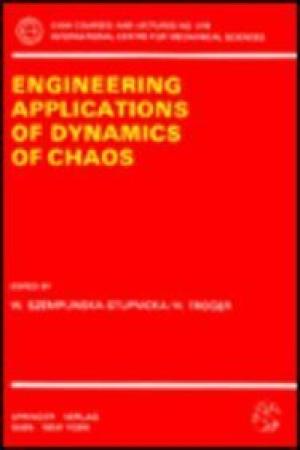 CISM COURSES AND LECTURES NO. 319
INTERNATIONAL CENTRE FOR MECHANICAL SCIENCES
ENGINEERING
APPLICATIONS
OF DYNAMICS
OF CHAOS
EDITED BY
W. SZEMPLINSKA-STUPNICKA/H. TROGER
SPRINGER - VERLAG
WIEN - NEW YORK